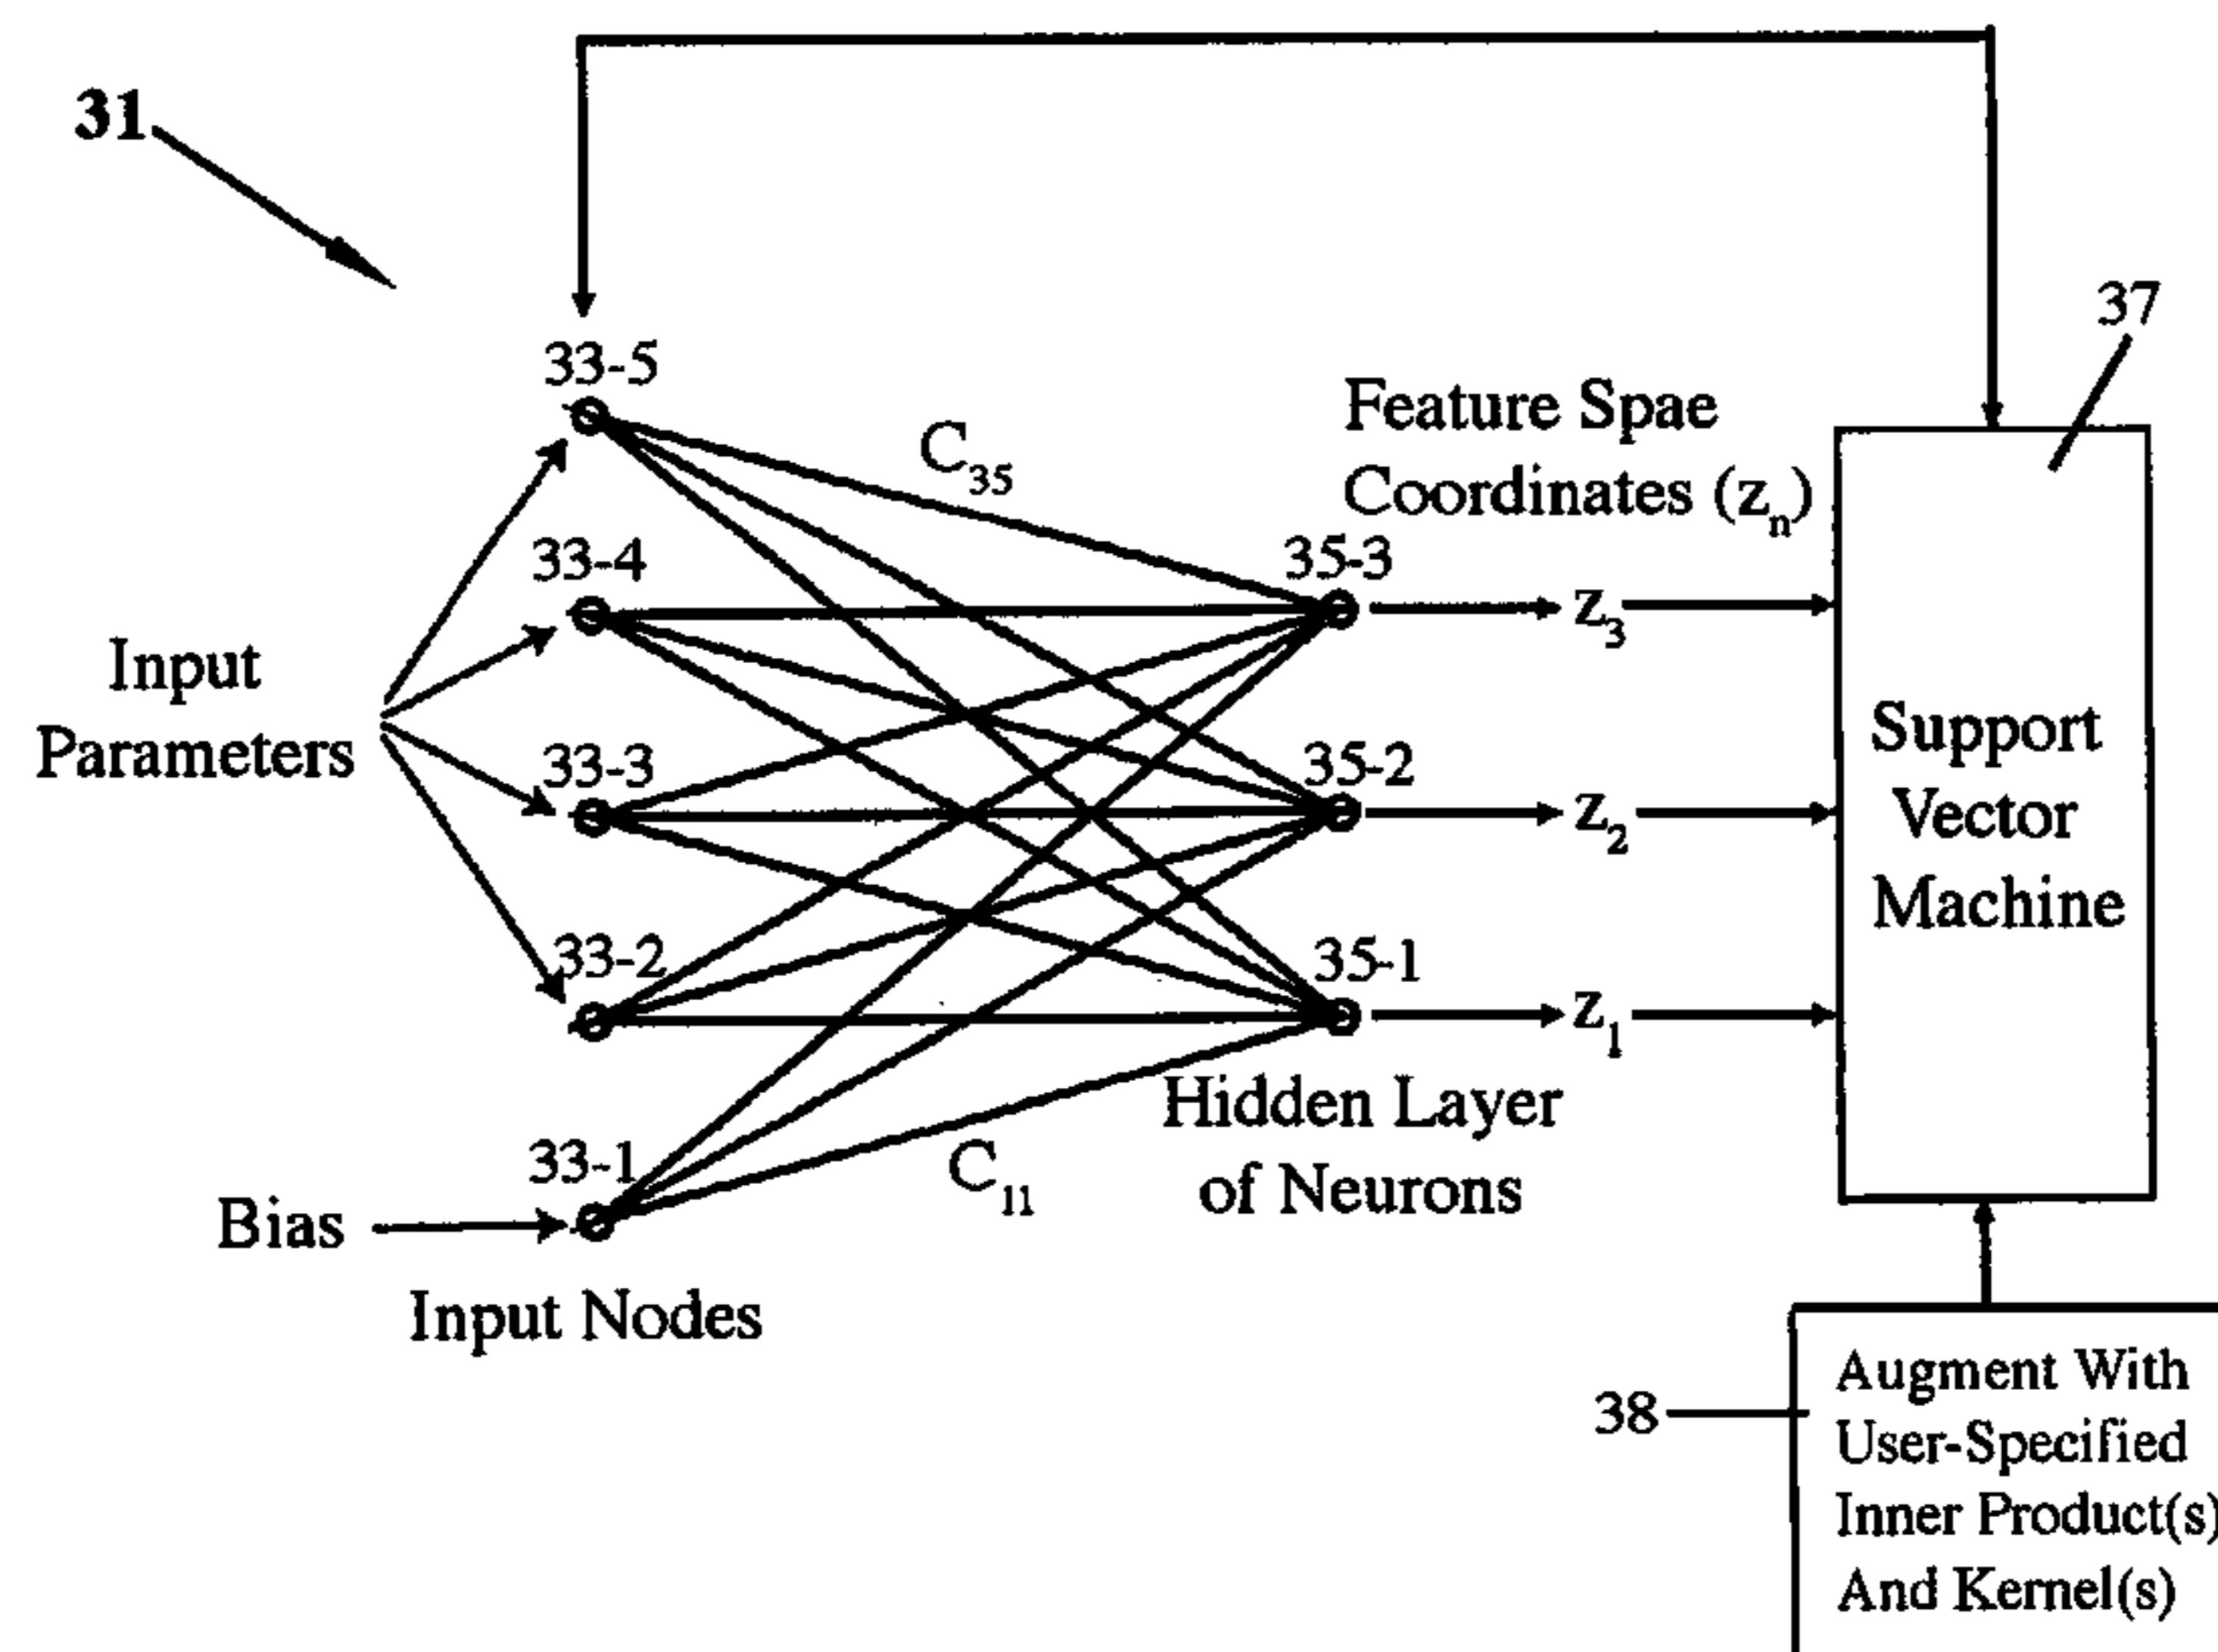 31
37
33-5
C35
Feature Spae
Coordinates (zn)
33-4
35-3
z3
Input
Parameters
33-3
35-2
z2
Support
Vector
Machine
33-2
35-1
z1
Hidden Layer
of Neurons
33-1
C11
Bias
Input Nodes
38
Augment With
User-Specified
Inner Product(s)
And Kernel(s)